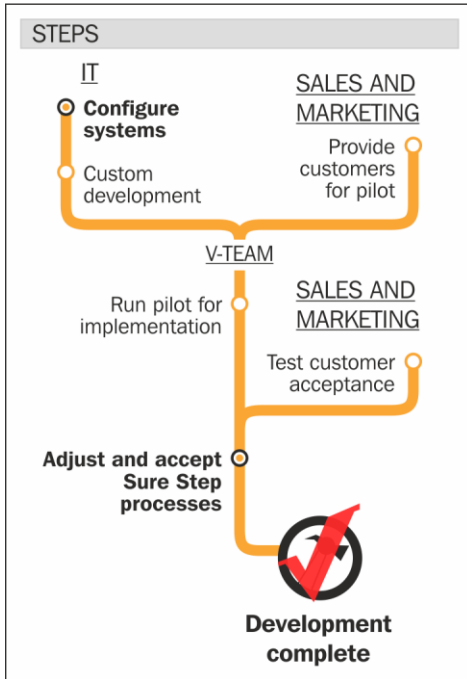 STEPS
IT
Configure
systems
Custom
development
SALES AND
MARKETING
Provide
customers
for pilot
V-TEAM
Run pilot for
implementation
SALES AND
MARKETING
Test customer
acceptance
Adjust and accept
Sure Step
processes
Development
complete